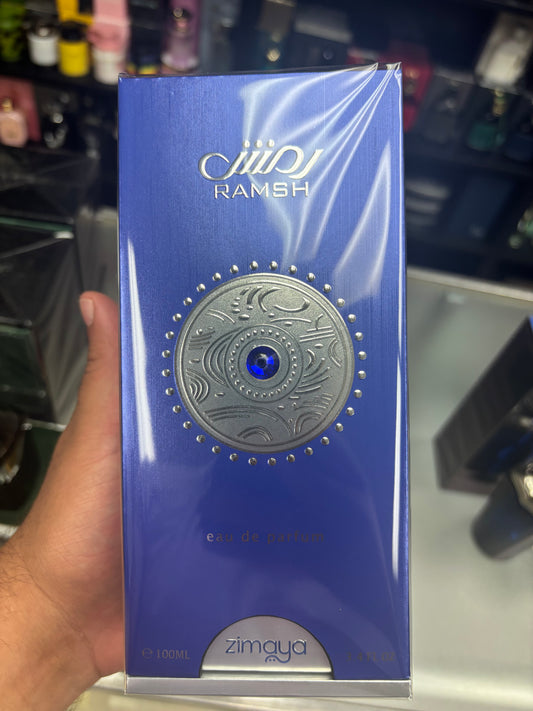 رمش
RAMSH
eau de parfum
℮ 100ML
zimaya